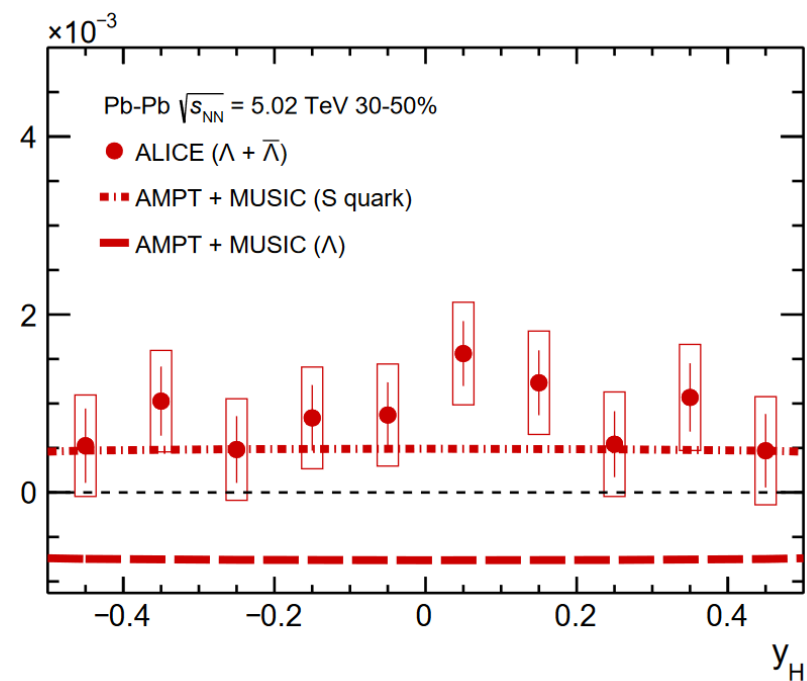 ×10⁻³
Pb-Pb √s_NN = 5.02 TeV 30-50%
ALICE (Λ + Λ̅)
AMPT + MUSIC (S quark)
AMPT + MUSIC (Λ)
4
2
0
−0.4 −0.2 0 0.2 0.4
y_H